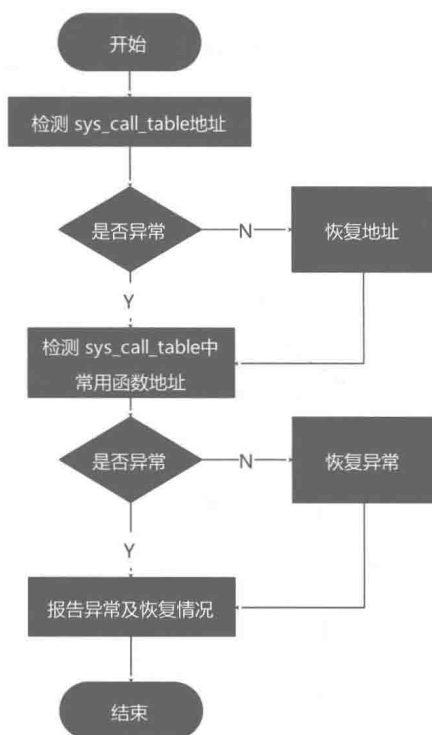 开始
检测 sys_call_table地址
是否异常
N
恢复地址
Y
检测 sys_call_table中
常用函数地址
是否异常
N
恢复异常
Y
报告异常及恢复情况
结束